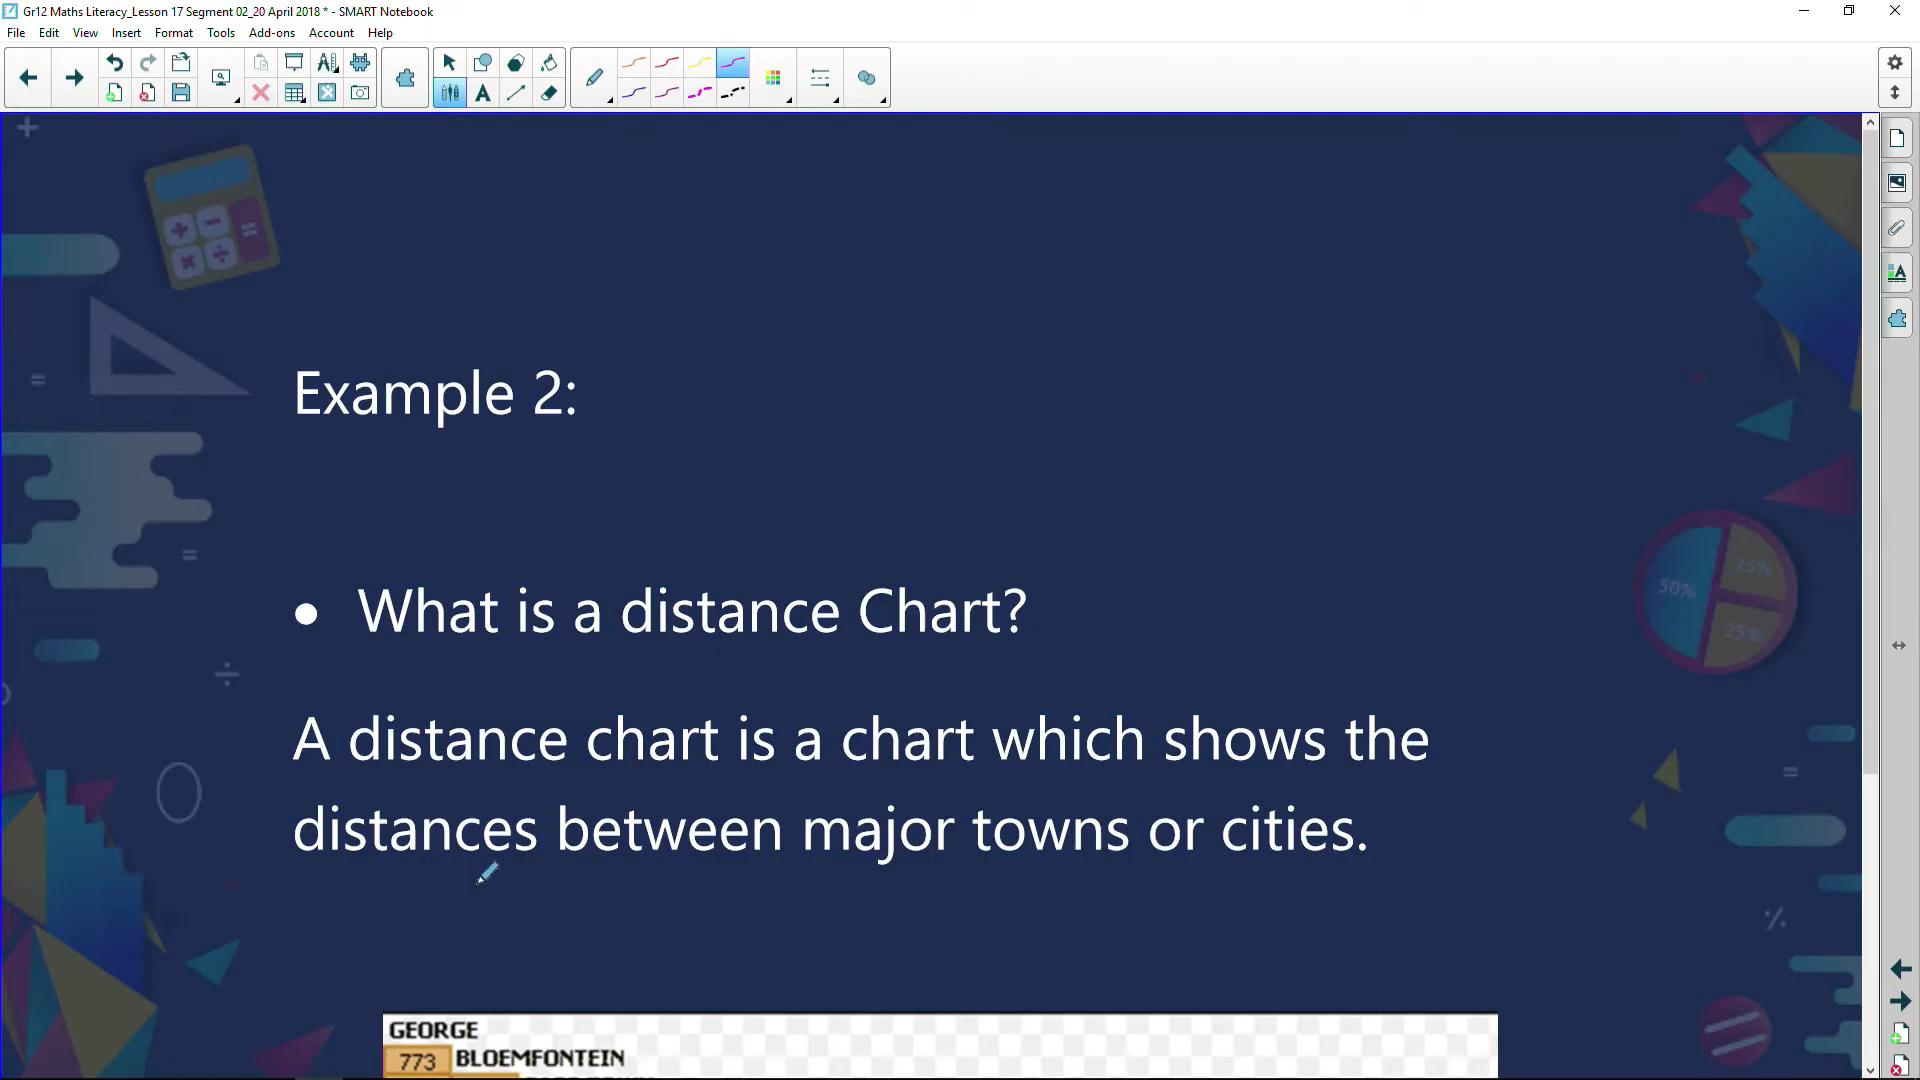 Gr12 Maths Literacy_Lesson 17 Segment 02_20 April 2018 * - SMART Notebook
File Edit View Insert Format Tools Add-ons Account Help
Example 2:
• What is a distance Chart?
50%
25%
25%
A distance chart is a chart which shows the
distances between major towns or cities.
GEORGE
773 BLOEMFONTEIN